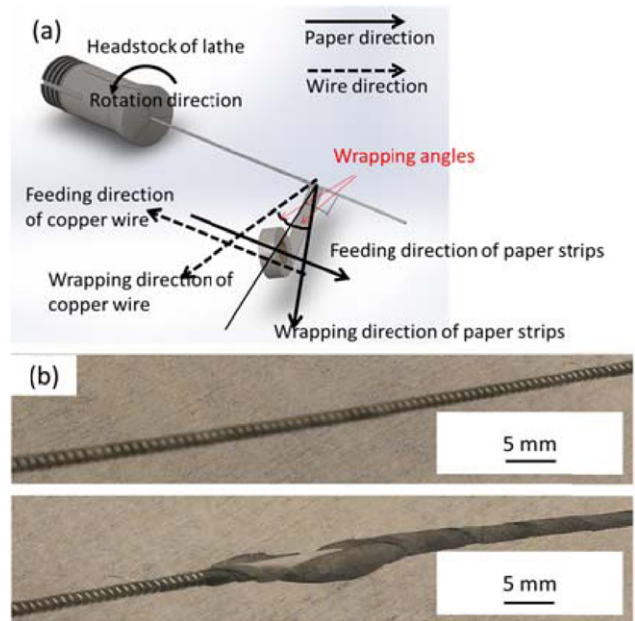 (a)
Headstock of lathe
Rotation direction
Paper direction
Wire direction
Wrapping angles
Feeding direction
of copper wire
Feeding direction of paper strips
Wrapping direction of
copper wire
Wrapping direction of paper strips
(b)
5 mm
5 mm